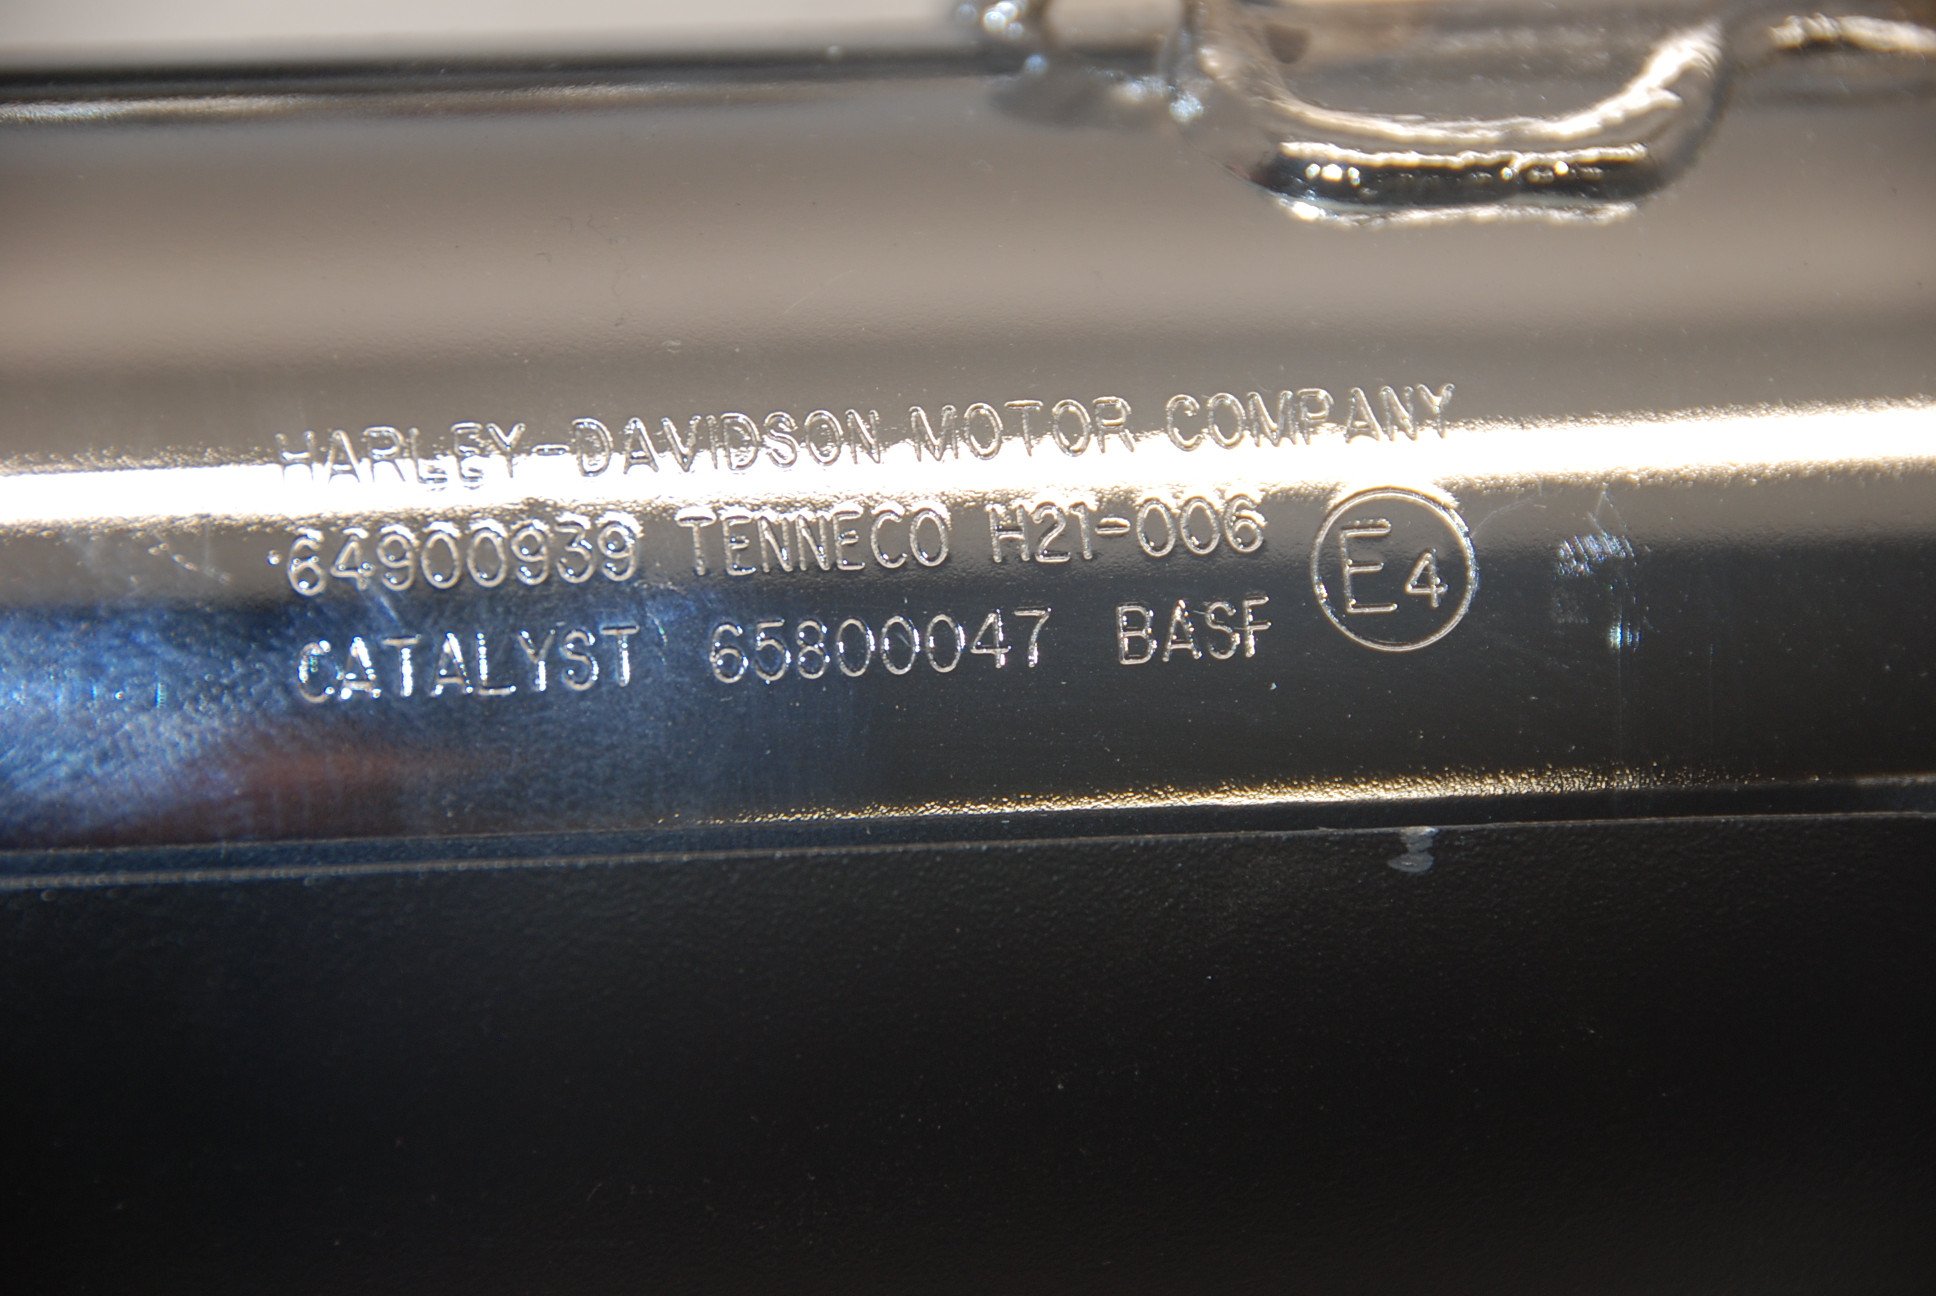 HARLEY-DAVIDSON MOTOR COMPANY
64900939 TENNECO H21-006 E4
CATALYST 65800047 BASF